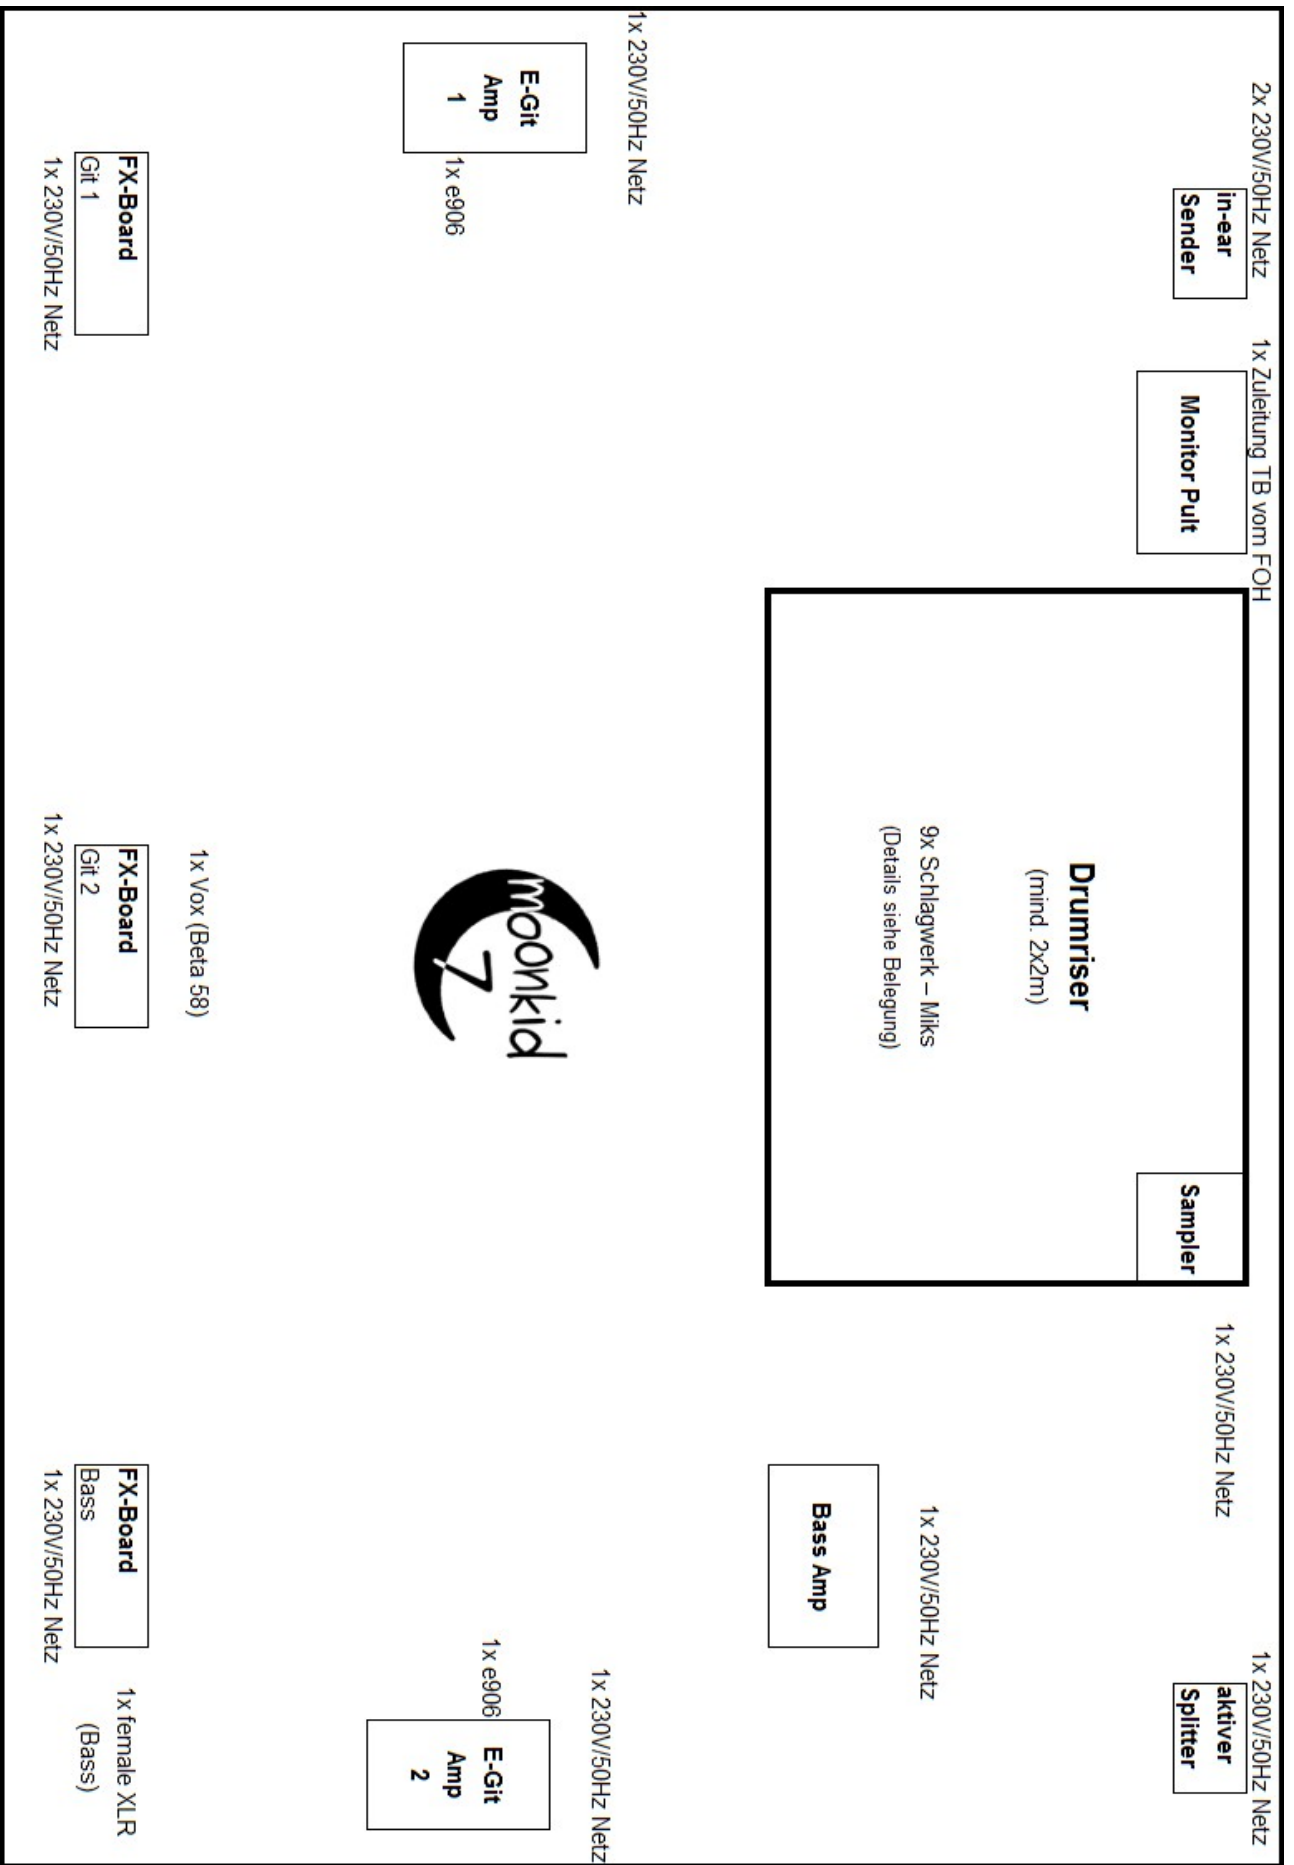 2x 230V/50Hz Netz
1x Zuleitung TB vom FOH
1x 230V/50Hz Netz
in-ear
Sender
Monitor Pult
Sampler
1x 230V/50Hz Netz
aktiver
Splitter
Drumriser
(mind. 2x2m)
9x Schlagwerk – Miks
(Details siehe Belegung)
1x 230V/50Hz Netz
Bass Amp
1x 230V/50Hz Netz
1x 230V/50Hz Netz
E-Git
Amp
1
1x e906
moonkid
7
1x e906
E-Git
Amp
2
1x Vox (Beta 58)
FX-Board
Git 1
1x 230V/50Hz Netz
FX-Board
Git 2
1x 230V/50Hz Netz
FX-Board
Bass
1x 230V/50Hz Netz
1x female XLR
(Bass)